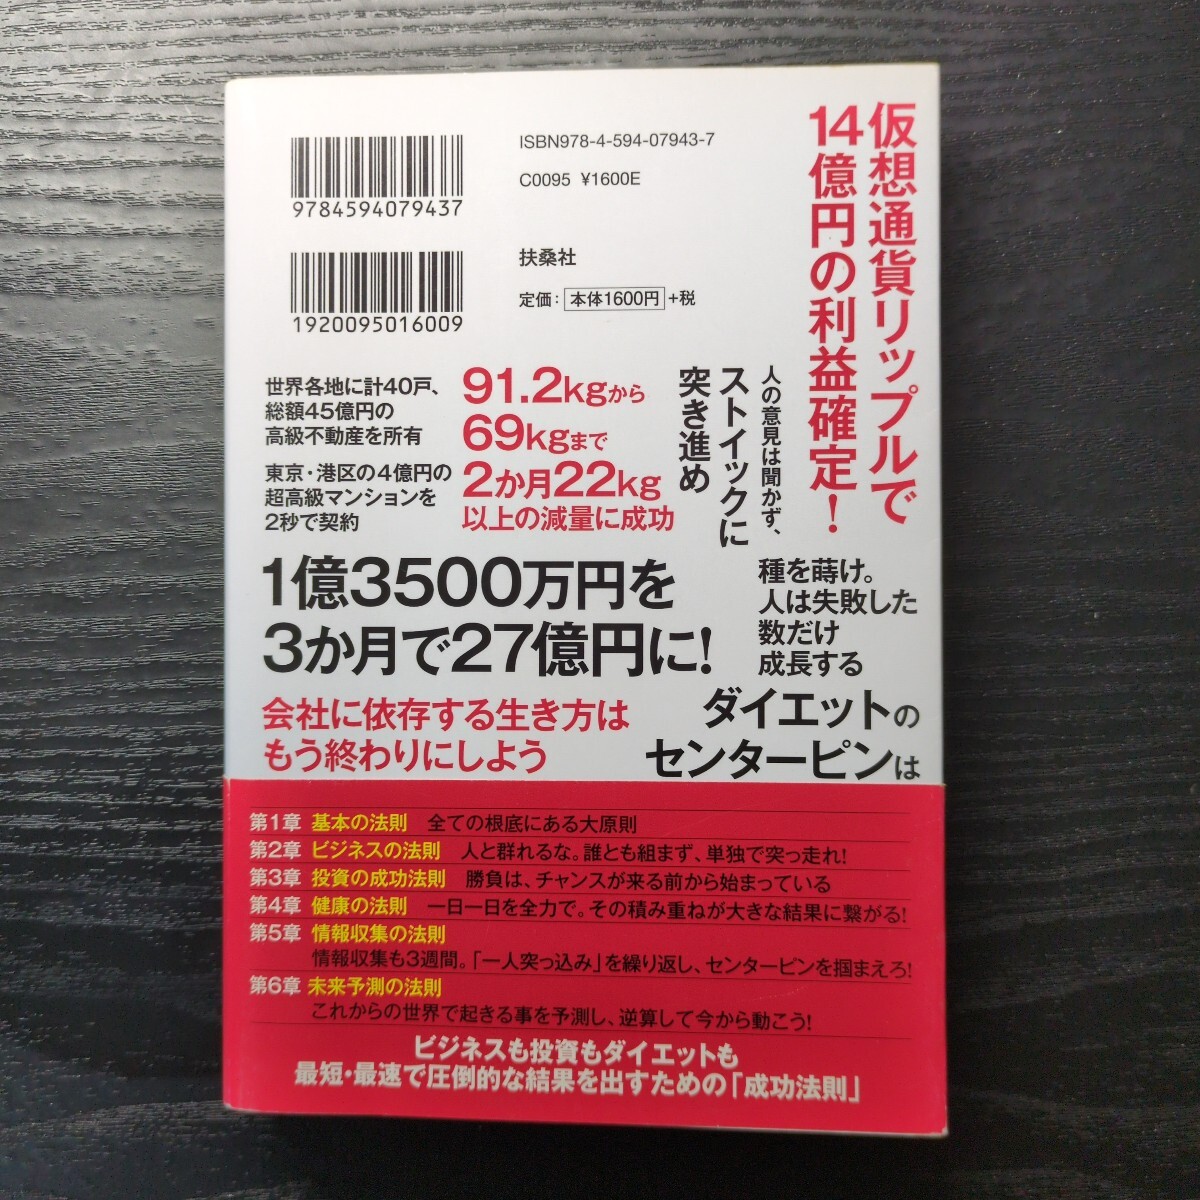 仮想通貨リップルで
14億円の利益確定!
ISBN978-4-594-07943-7
C0095 ¥1600E
9784594079437
扶桑社
定価:本体1600円+税
1920095016009
人の意見は聞かず、
ストイックに
突き進め
91.2kgから
69kgまで
2か月22kg
以上の減量に成功
世界各地に計40戸、
総額45億円の
高級不動産を所有
東京・港区の4億円の
超高級マンションを
2秒で契約
1億3500万円を
3か月で27億円に!
種を蒔け。
人は失敗した
数だけ
成長する
会社に依存する生き方は
もう終わりにしよう
ダイエットの
センターピンは
第1章 基本の法則 全ての根底にある大原則
第2章 ビジネスの法則 人と群れるな。誰とも組まず、単独で突っ走れ!
第3章 投資の成功法則 勝負は、チャンスが来る前から始まっている
第4章 健康の法則 一日一日を全力で。その積み重ねが大きな結果に繋がる!
第5章 情報収集の法則
情報収集も3週間。「一人突っ込み」を繰り返し、センターピンを掴まえろ!
第6章 未来予測の法則
これからの世界で起きる事を予測し、逆算して今から動こう!
ビジネスも投資もダイエットも
最短・最速で圧倒的な結果を出すための「成功法則」